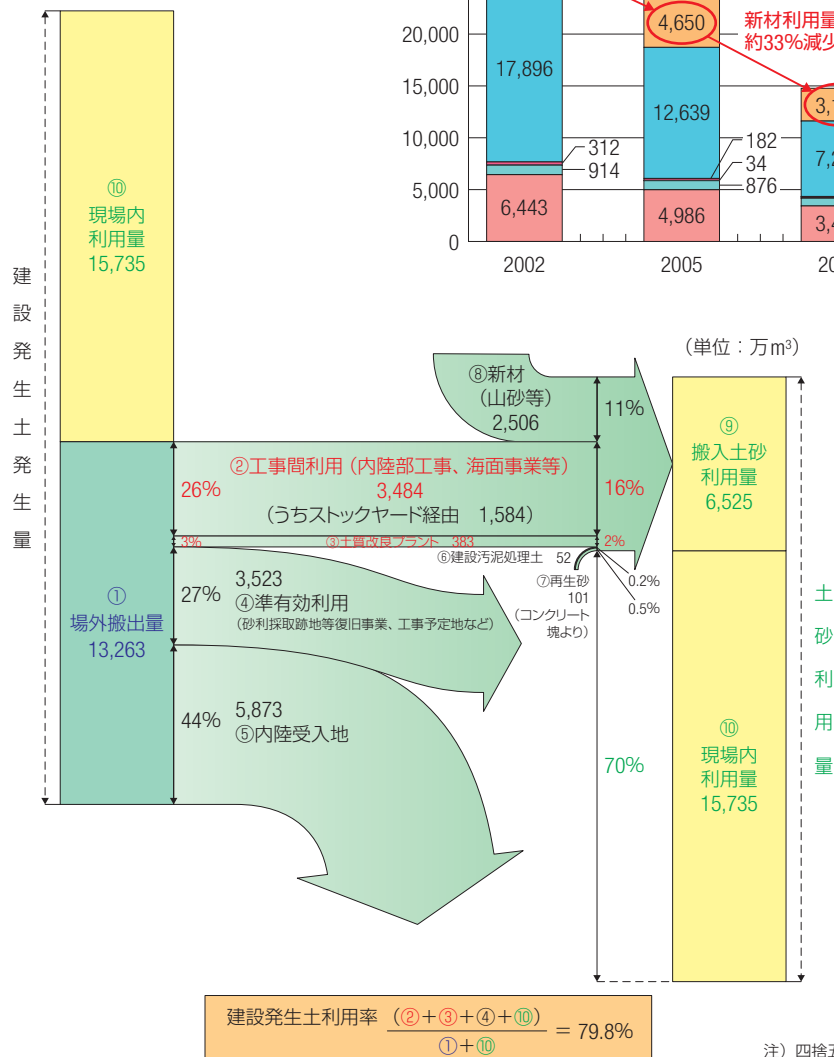 4,650
新材利用量
約33%減少
20,000
17,896
15,000
12,639
10,000
312
182
914
34
5,000
876
6,443
4,986
0
2002
2005
⑩
現場内
利用量
15,735
建設発生土発生量
(単位：万m³)
⑧新材
(山砂等)
2,506
11%
⑨
搬入土砂
利用量
6,525
②工事間利用（内陸部工事、海面事業等）
26%
3,484
16%
(うちストックヤード経由 1,584)
3%
③土質改良プラント 383
2%
⑥建設汚泥処理土 52
0.2%
⑦再生砂
101
(コンクリート
塊より)
0.5%
①
場外搬出量
13,263
27%
3,523
④準有効利用
(砂利採取跡地等復旧事業、工事予定地など)
44%
5,873
⑤内陸受入地
70%
⑩
現場内
利用量
15,735
土砂利用量
建設発生土利用率 (②+③+④+⑩) = 79.8%
①+⑩